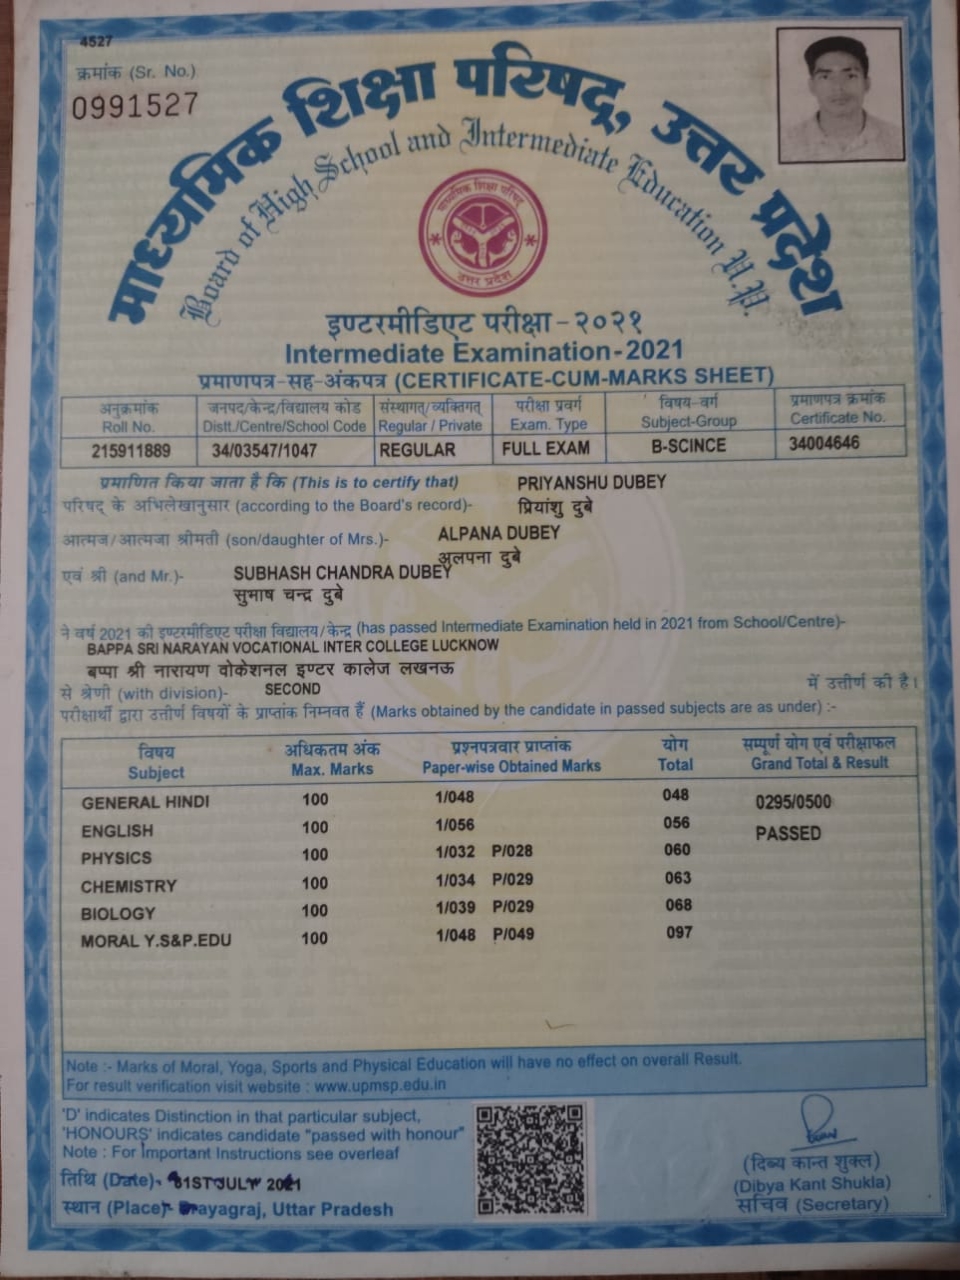 4527
क्रमांक (Sr. No.)
0991527
माध्यमिक शिक्षा परिषद्, उत्तर प्रदेश
Board of High School and Intermediate Education U.P.
माध्यमिक शिक्षा परिषद्
उत्तर प्रदेश
इण्टरमीडिएट परीक्षा - २०२१
Intermediate Examination-2021
प्रमाणपत्र-सह-अंकपत्र (CERTIFICATE-CUM-MARKS SHEET)
अनुक्रमांक जनपद/केन्द्र/विद्यालय कोड संस्थागत/व्यक्तिगत् परीक्षा प्रवर्ग विषय-वर्ग प्रमाणपत्र क्रमांक
Roll No. Distt./Centre/School Code Regular / Private Exam. Type Subject-Group Certificate No.
215911889 34/03547/1047 REGULAR FULL EXAM B-SCINCE 34004646
प्रमाणित किया जाता है कि (This is to certify that) PRIYANSHU DUBEY
परिषद् के अभिलेखानुसार (according to the Board's record)- प्रियांशु दुबे
आत्मज/आत्मजा श्रीमती (son/daughter of Mrs.)- ALPANA DUBEY
अलपना दुबे
एवं श्री (and Mr.)- SUBHASH CHANDRA DUBEY
सुभाष चन्द्र दुबे
ने वर्ष 2021 की इण्टरमीडिएट परीक्षा विद्यालय/केन्द्र (has passed Intermediate Examination held in 2021 from School/Centre)-
BAPPA SRI NARAYAN VOCATIONAL INTER COLLEGE LUCKNOW
बप्पा श्री नारायण वोकेशनल इण्टर कालेज लखनऊ
से श्रेणी (with division)- SECOND में उत्तीर्ण की है।
परीक्षार्थी द्वारा उत्तीर्ण विषयों के प्राप्तांक निम्नवत हैं (Marks obtained by the candidate in passed subjects are as under) :-
विषय अधिकतम अंक प्रश्नपत्रवार प्राप्तांक योग सम्पूर्ण योग एवं परीक्षाफल
Subject Max. Marks Paper-wise Obtained Marks Total Grand Total & Result
GENERAL HINDI 100 1/048 048 0295/0500
ENGLISH 100 1/056 056 PASSED
PHYSICS 100 1/032 P/028 060
CHEMISTRY 100 1/034 P/029 063
BIOLOGY 100 1/039 P/029 068
MORAL Y.S&P.EDU 100 1/048 P/049 097
Note :- Marks of Moral, Yoga, Sports and Physical Education will have no effect on overall Result.
For result verification visit website : www.upmsp.edu.in
'D' indicates Distinction in that particular subject,
'HONOURS' indicates candidate "passed with honour"
Note : For Important Instructions see overleaf
तिथि (Date)- 31ST JULY 2021
स्थान (Place)- Prayagraj, Uttar Pradesh
(दिब्य कान्त शुक्ल)
(Dibya Kant Shukla)
सचिव (Secretary)